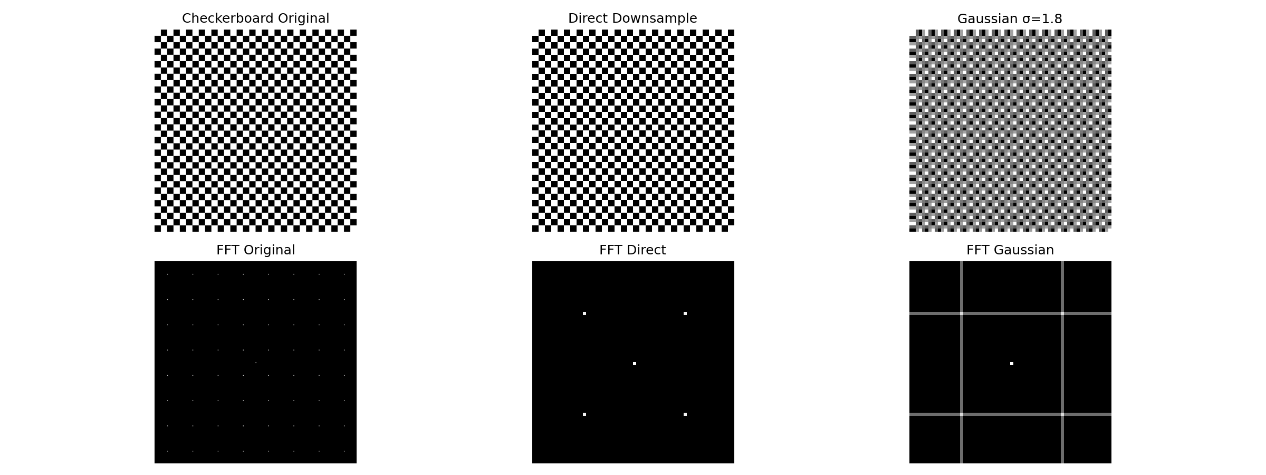 Checkerboard Original
Direct Downsample
Gaussian σ=1.8
FFT Original
FFT Direct
FFT Gaussian